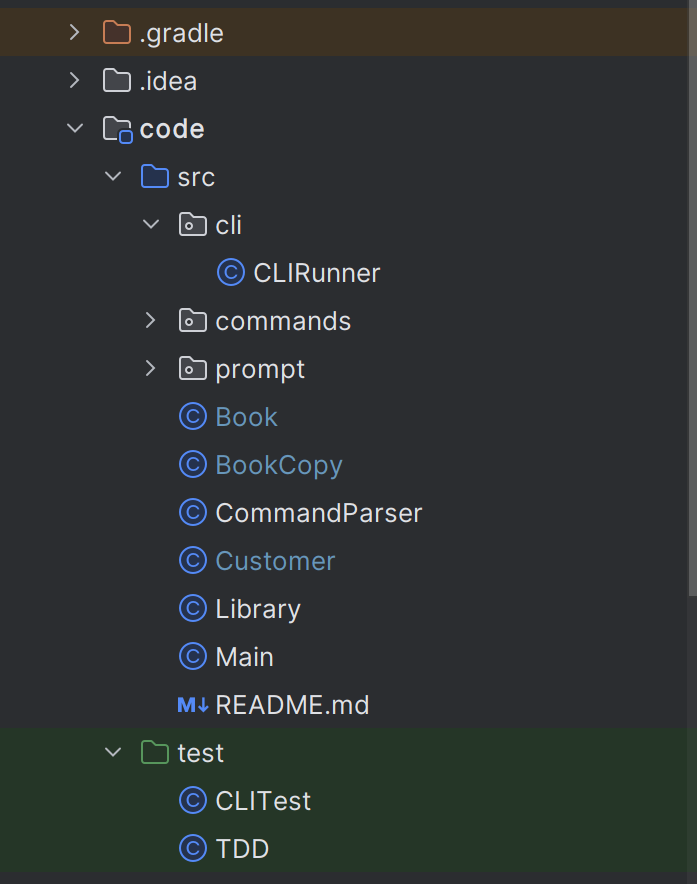 .gradle
.idea
code
src
cli
C CLIRunner
commands
prompt
C Book
C BookCopy
C CommandParser
C Customer
C Library
C Main
M↓ README.md
test
C CLITest
C TDD